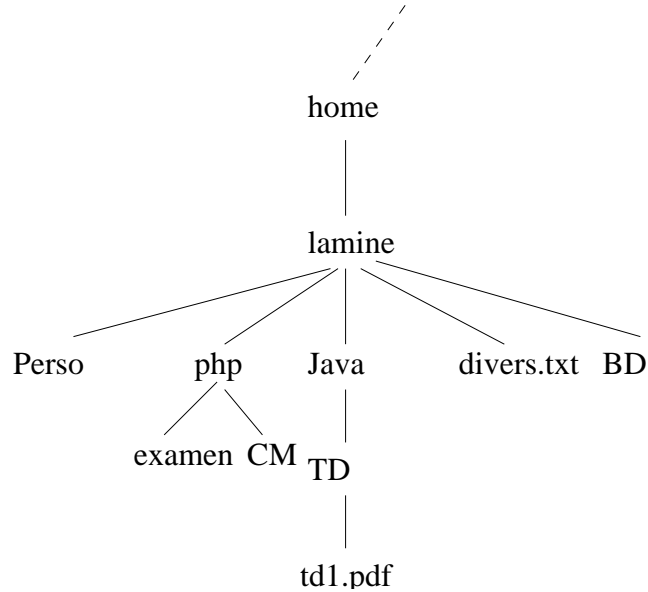 home
lamine
Perso php Java divers.txt BD
examen CM TD
td1.pdf